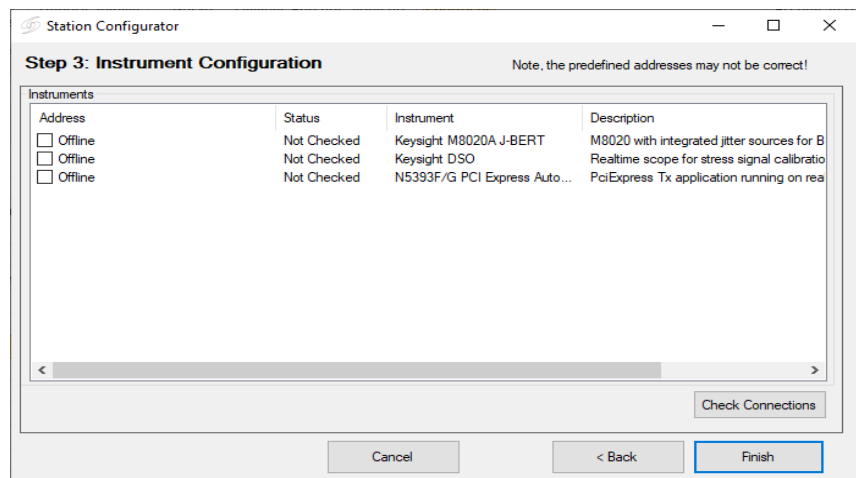 Station Configurator
Step 3: Instrument Configuration
Note, the predefined addresses may not be correct!
Instruments
Address Status Instrument Description
Offline Not Checked Keysight M8020A J-BERT M8020 with integrated jitter sources for B
Offline Not Checked Keysight DSO Realtime scope for stress signal calibratio
Offline Not Checked N5393F/G PCI Express Auto... PciExpress Tx application running on rea
Check Connections
Cancel < Back Finish